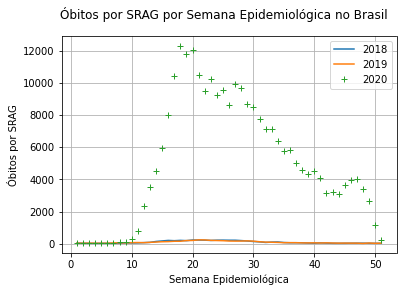 Óbitos por SRAG por Semana Epidemiológica no Brasil
2018
2019
2020
12000
10000
8000
6000
4000
2000
0
Óbitos por SRAG
0 10 20 30 40 50
Semana Epidemiológica